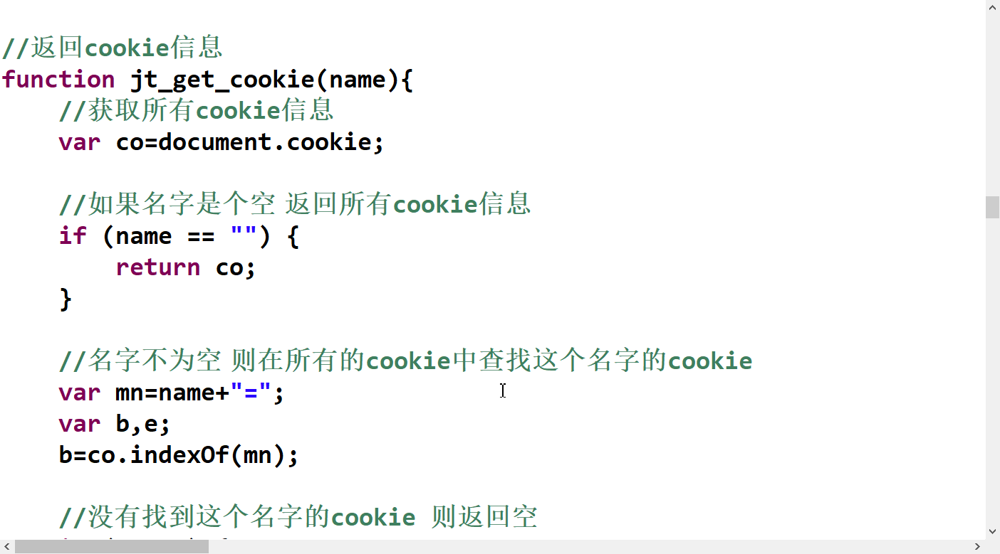 //返回cookie信息
function jt_get_cookie(name){
    //获取所有cookie信息
    var co=document.cookie;
    //如果名字是个空 返回所有cookie信息
    if (name == "") {
        return co;
    }
    //名字不为空 则在所有的cookie中查找这个名字的cookie
    var mn=name+"=";
    var b,e;
    b=co.indexOf(mn);
    //没有找到这个名字的cookie 则返回空